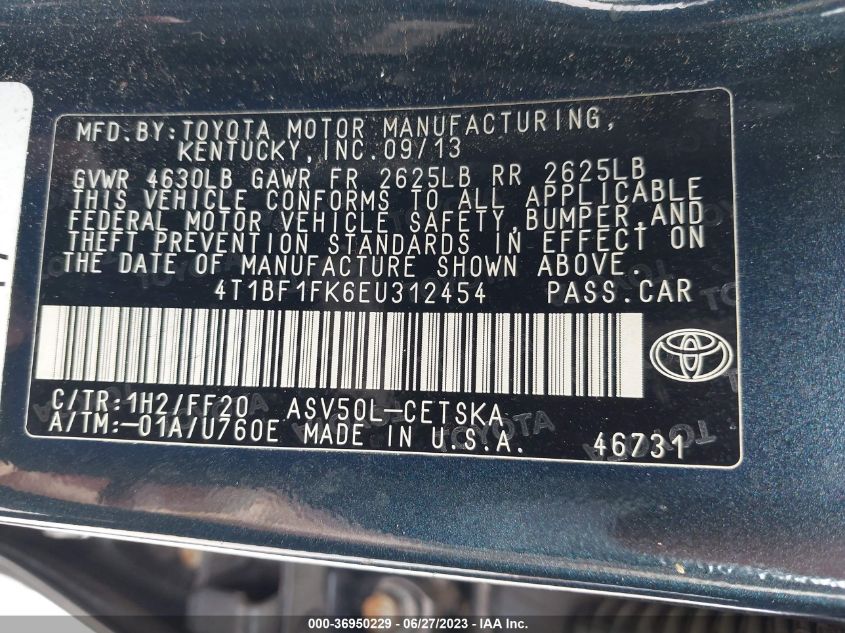 MFD.BY:TOYOTA MOTOR MANUFACTURING,
KENTUCKY,INC.09/13
GVWR 4630LB GAWR FR 2625LB RR 2625LB
THIS VEHICLE CONFORMS TO ALL APPLICABLE
FEDERAL MOTOR VEHICLE SAFETY,BUMPER,AND
THEFT PREVENTION STANDARDS IN EFFECT ON
THE DATE OF MANUFACTURE SHOWN ABOVE.
4T1BF1FK6EU312454 PASS.CAR
C/TR:1H2/FF20 ASV50L-CETSKA
A/TM:-01A/U760E MADE IN U.S.A. 46731
TOYOTA
000-36950229 - 06/27/2023 - © IAA, Inc.